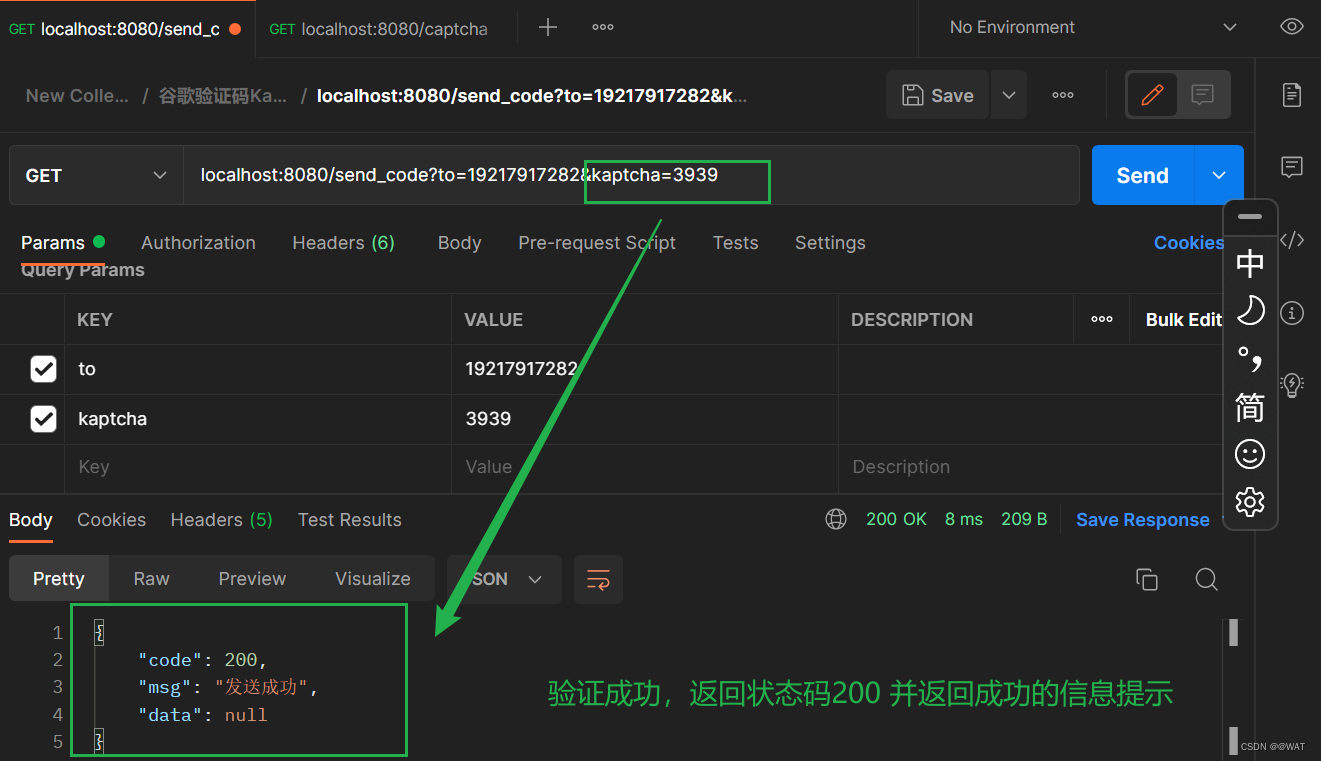 GET localhost:8080/send_c GET localhost:8080/captcha No Environment
New Colle... / 谷歌验证码Ka... / localhost:8080/send_code?to=19217917282&k... Save
GET localhost:8080/send_code?to=19217917282&kaptcha=3939 Send
Params Authorization Headers (6) Body Pre-request Script Tests Settings Cookies
Query Params
KEY VALUE DESCRIPTION Bulk Edit
to 19217917282
kaptcha 3939
Key Value Description
中
简
Body Cookies Headers (5) Test Results 200 OK 8 ms 209 B Save Response
Pretty Raw Preview Visualize SON
1 {
2 "code": 200,
3 "msg": "发送成功",
4 "data": null
5 }
验证成功，返回状态码200 并返回成功的信息提示
CSDN @@WAT